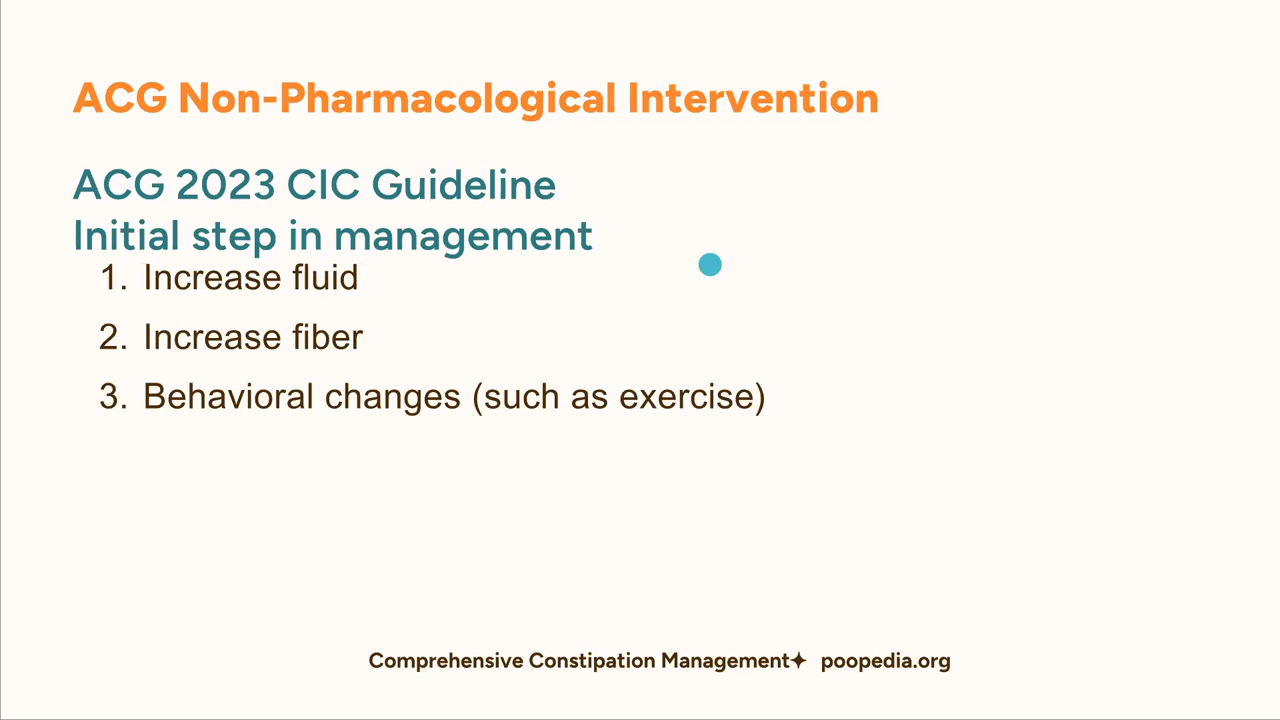 ACG Non-Pharmacological Intervention
ACG 2023 CIC Guideline
Initial step in management
1. Increase fluid
2. Increase fiber
3. Behavioral changes (such as exercise)
Comprehensive Constipation Management✦ poopedia.org